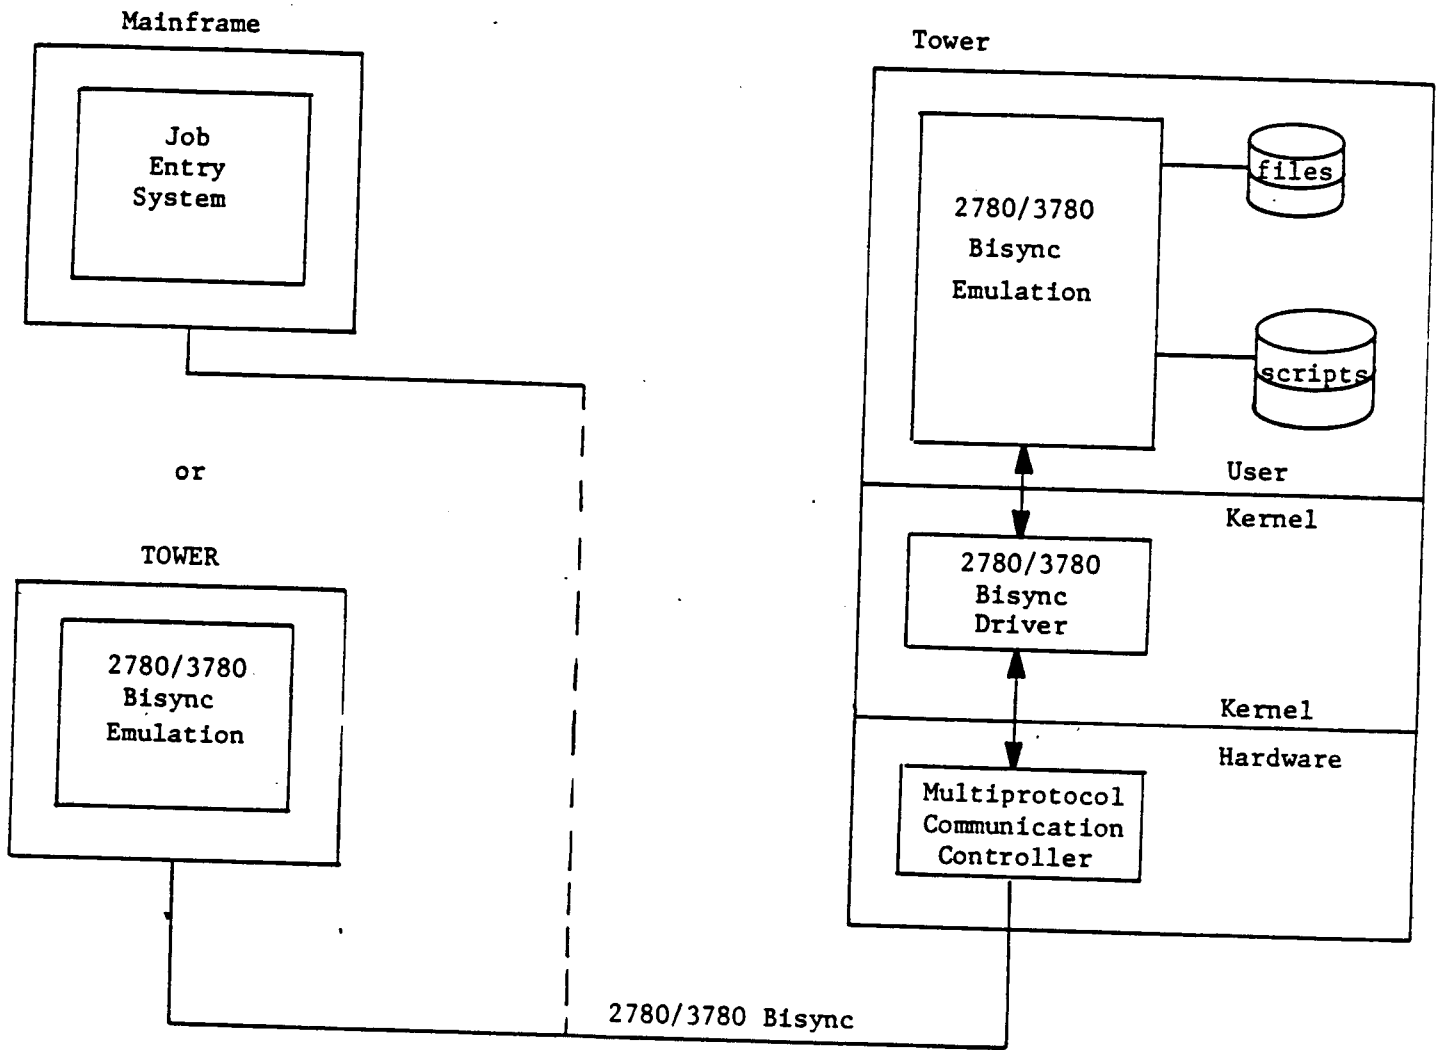 Mainframe
Job
Entry
System
or
TOWER
2780/3780
Bisync
Emulation
Tower
2780/3780
Bisync
Emulation
files
scripts
User
Kernel
2780/3780
Bisync
Driver
Kernel
Hardware
Multiprotocol
Communication
Controller
2780/3780 Bisync